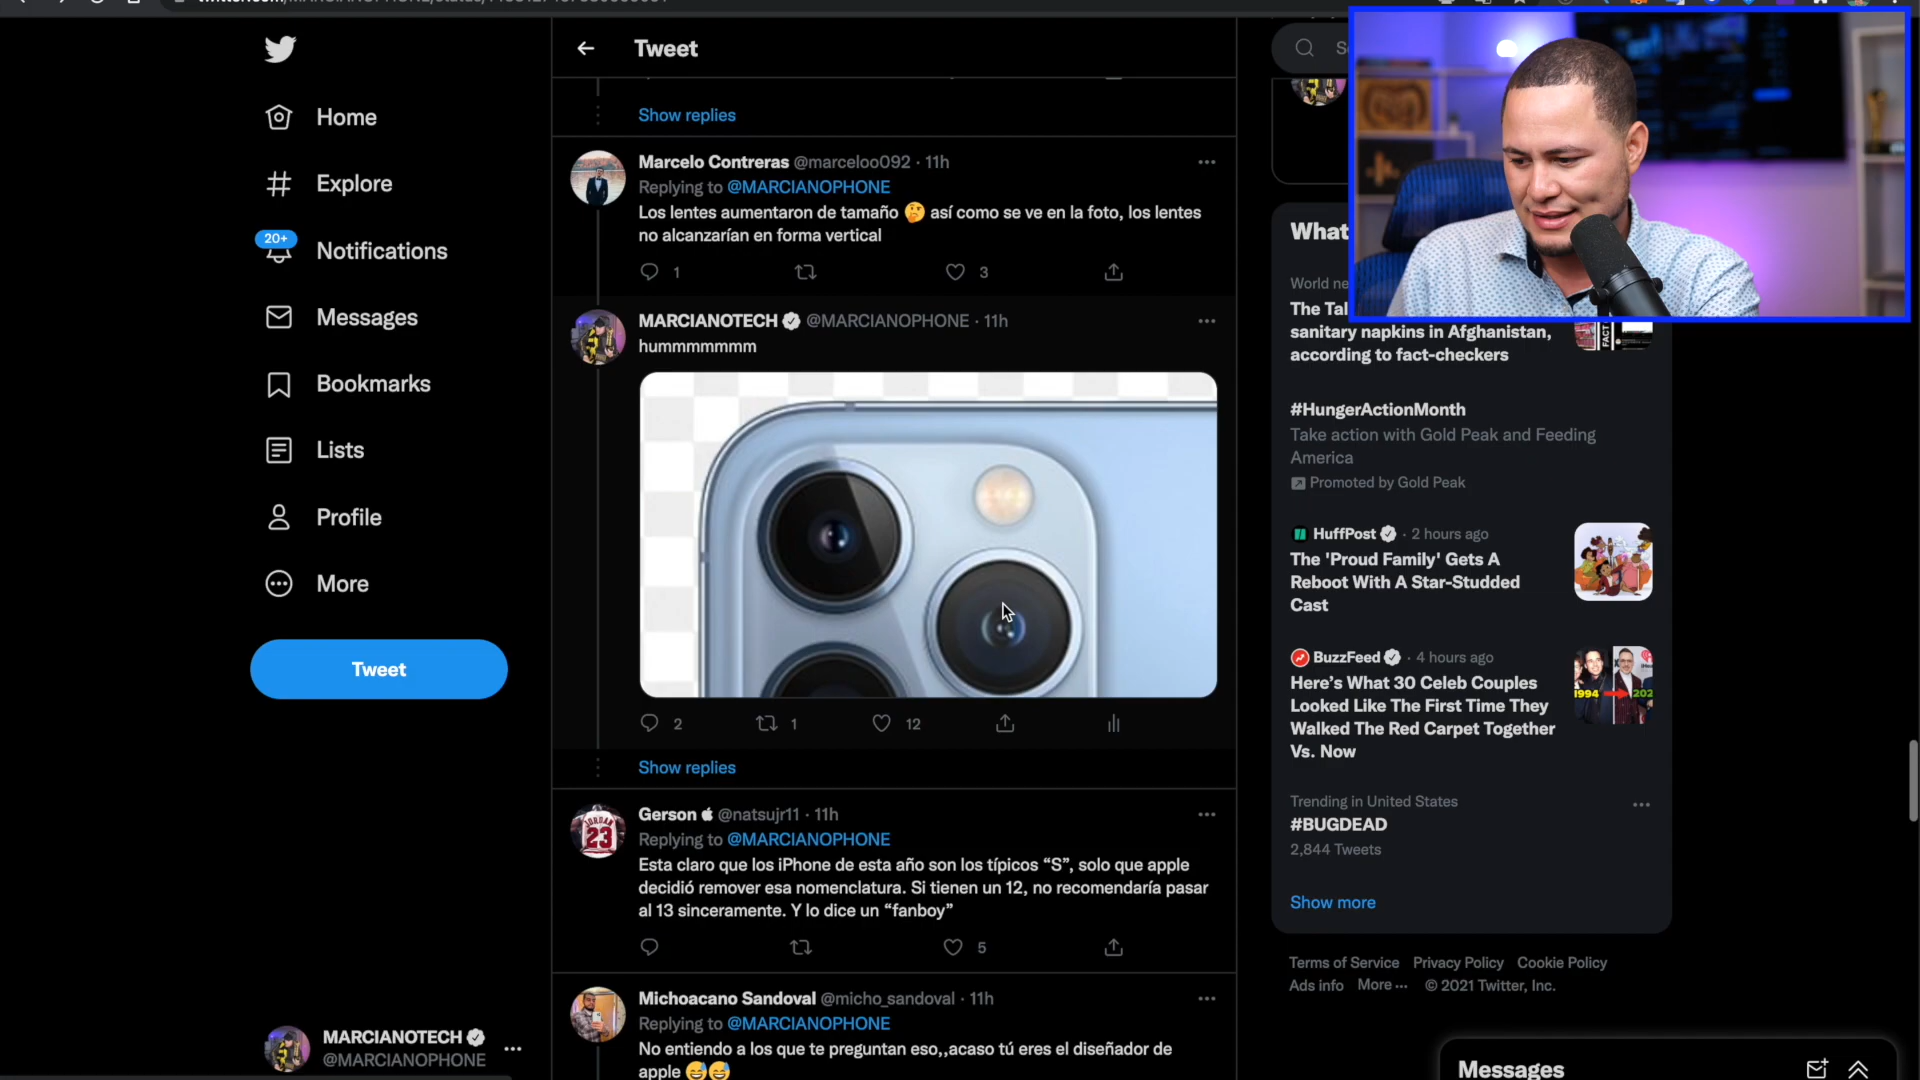 Home
Explore
20+
Notifications
Messages
Bookmarks
Lists
Profile
More
Tweet
MARCIANOTECH
@MARCIANOPHONE
Tweet
Show replies
Marcelo Contreras @marceloo092 · 11h
Replying to @MARCIANOPHONE
Los lentes aumentaron de tamaño 🤔 así como se ve en la foto, los lentes
no alcanzarían en forma vertical
1
3
MARCIANOTECH @MARCIANOPHONE · 11h
hummmmmmm
2
1
12
Show replies
Gerson @natsujr11 · 11h
Replying to @MARCIANOPHONE
Esta claro que los iPhone de esta año son los típicos “S”, solo que apple
decidió remover esa nomenclatura. Si tienen un 12, no recomendaría pasar
al 13 sinceramente. Y lo dice un “fanboy”
5
Michoacano Sandoval @micho_sandoval · 11h
Replying to @MARCIANOPHONE
No entiendo a los que te preguntan eso,,acaso tú eres el diseñador de
apple 😅😅
What
World ne
The Tal
sanitary napkins in Afghanistan,
according to fact-checkers
FACT
#HungerActionMonth
Take action with Gold Peak and Feeding
America
Promoted by Gold Peak
HuffPost · 2 hours ago
The 'Proud Family' Gets A
Reboot With A Star-Studded
Cast
BuzzFeed · 4 hours ago
Here’s What 30 Celeb Couples
Looked Like The First Time They
Walked The Red Carpet Together
Vs. Now
1994
202
Trending in United States
#BUGDEAD
2,844 Tweets
Show more
Terms of Service Privacy Policy Cookie Policy
Ads info More ··· © 2021 Twitter, Inc.
Messages
JORDAN
23